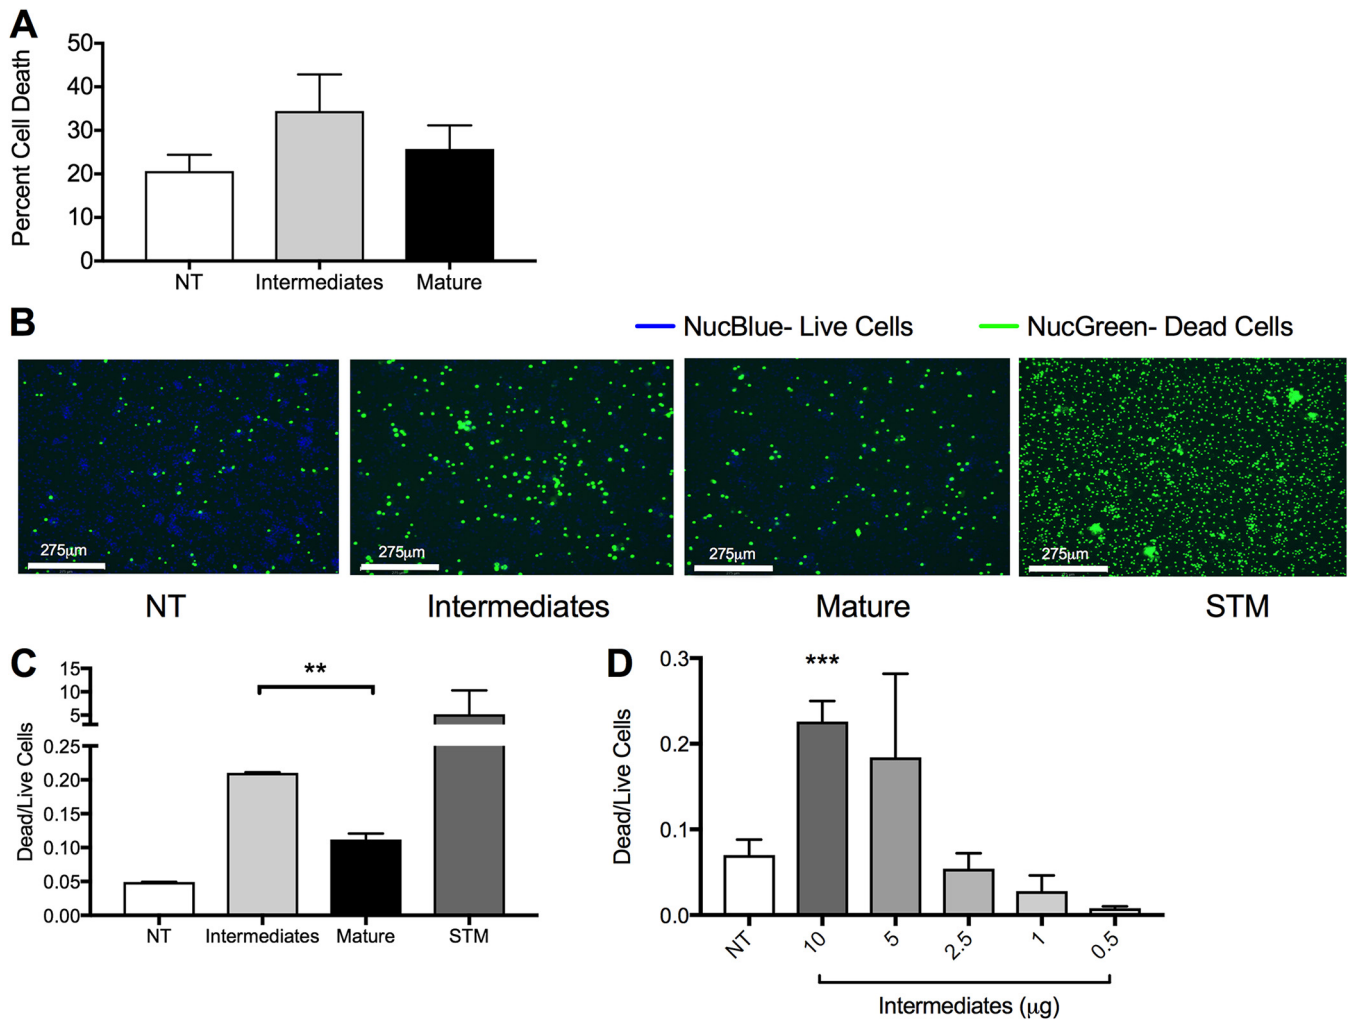 A
Percent Cell Death
50
40
30
20
10
0
NT Intermediates Mature
B
NucBlue- Live Cells NucGreen- Dead Cells
275µm 275µm 275µm 275µm
NT Intermediates Mature STM
C
Dead/Live Cells
15
10
5
0.25
0.20
0.15
0.10
0.05
0.00
**
NT Intermediates Mature STM
D
Dead/Live Cells
0.3
0.2
0.1
0.0
***
NT 10 5 2.5 1 0.5
Intermediates (µg)